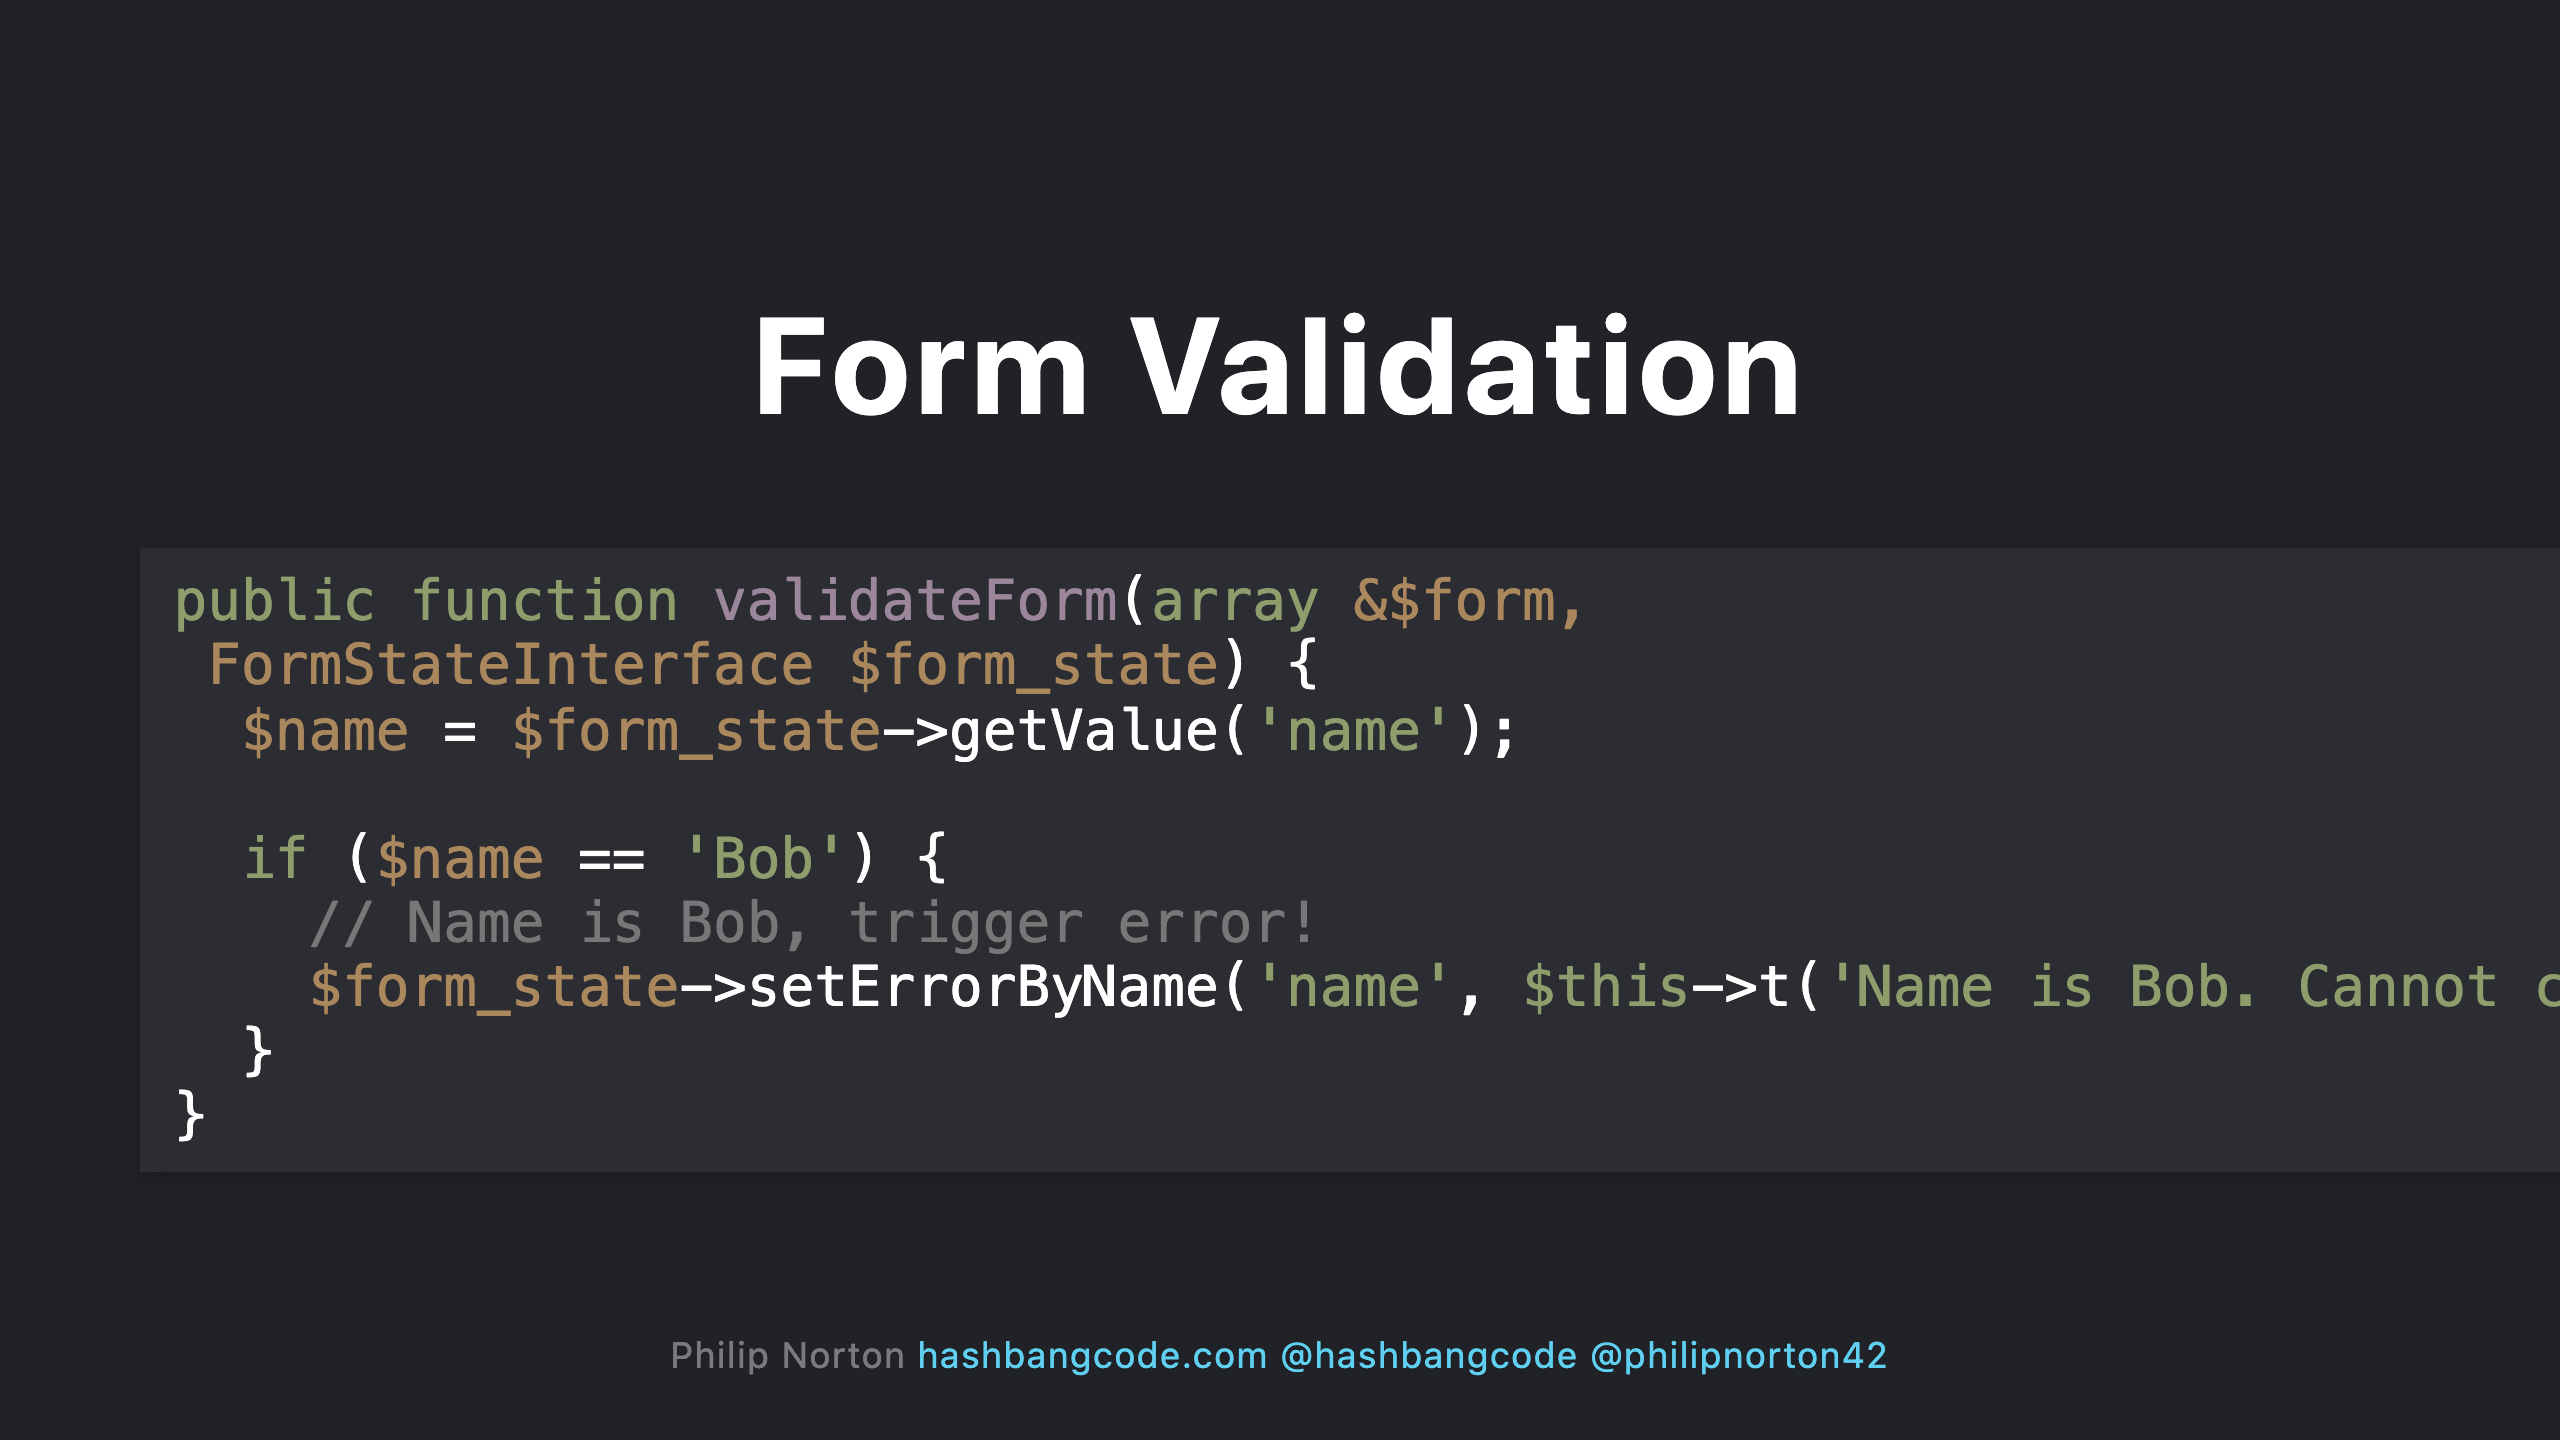 Form Validation
public function validateForm(array &$form,
 FormStateInterface $form_state) {
  $name = $form_state->getValue('name');

  if ($name == 'Bob') {
    // Name is Bob, trigger error!
    $form_state->setErrorByName('name', $this->t('Name is Bob. Cannot
  }
}
Philip Norton hashbangcode.com @hashbangcode @philipnorton42